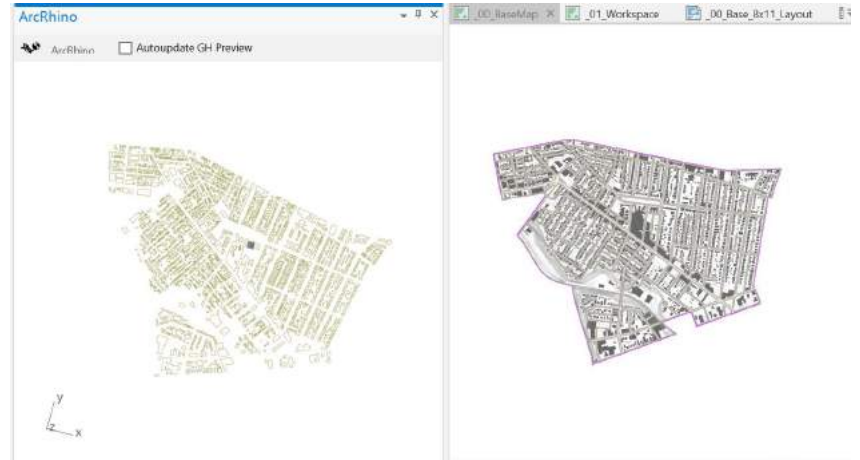 ArcRhino
_00_BaseMap
_01_Workspace
_00_Base_8x11_Layout
ArcRhino
Autoupdate GH Preview
y
z
x